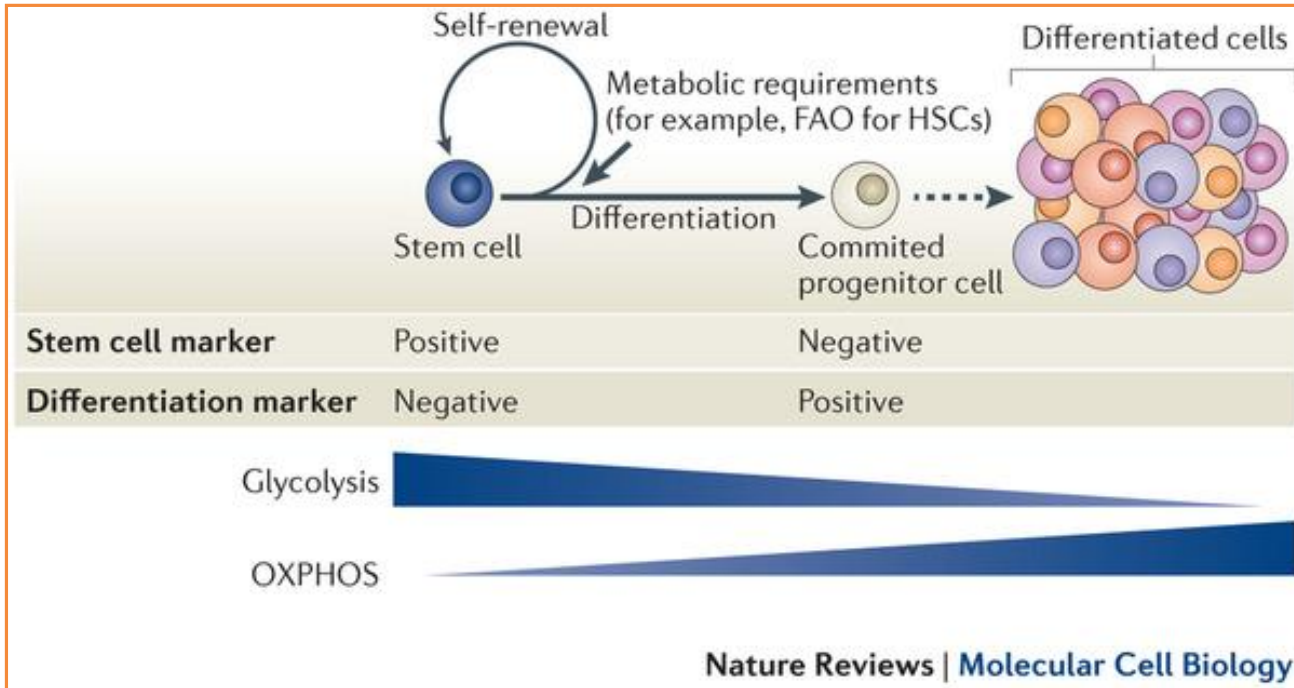 Self-renewal
Differentiated cells
Metabolic requirements
(for example, FAO for HSCs)
Differentiation
Stem cell
Commited
progenitor cell
Stem cell marker Positive Negative
Differentiation marker Negative Positive
Glycolysis
OXPHOS
Nature Reviews | Molecular Cell Biology